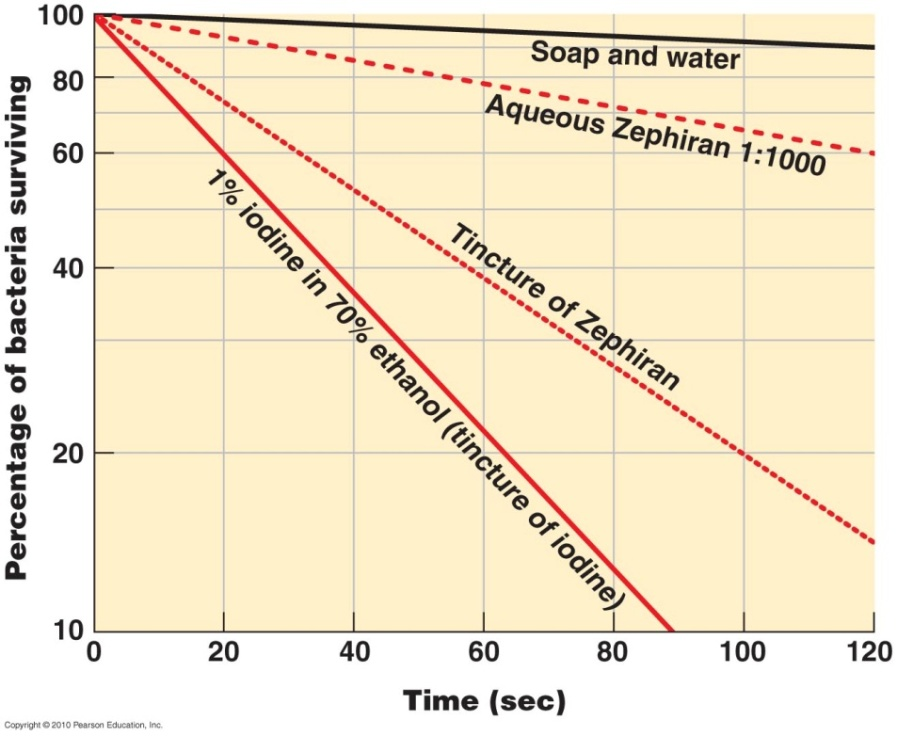 Percentage of bacteria surviving
100
80
60
40
20
10
Soap and water
Aqueous Zephiran 1:1000
Tincture of Zephiran
1% iodine in 70% ethanol (tincture of iodine)
0 20 40 60 80 100 120
Time (sec)
Copyright © 2010 Pearson Education, Inc.